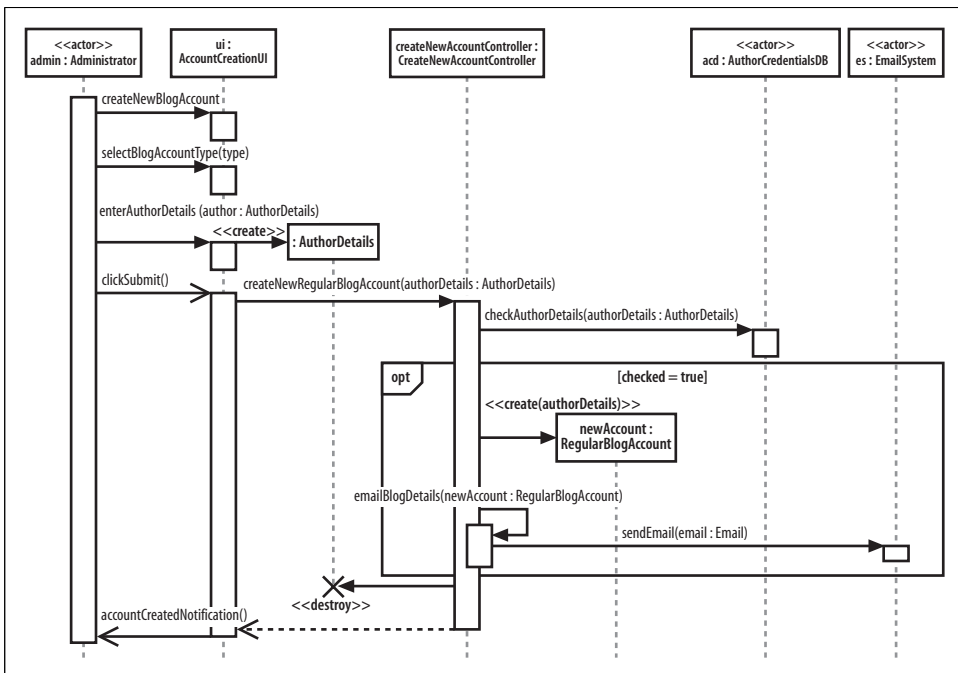 <<actor>>
admin : Administrator
ui :
AccountCreationUI
createNewAccountController :
CreateNewAccountController
<<actor>>
acd : AuthorCredentialsDB
<<actor>>
es : EmailSystem
createNewBlogAccount
selectBlogAccountType(type)
enterAuthorDetails (author : AuthorDetails)
<<create>>
: AuthorDetails
clickSubmit()
createNewRegularBlogAccount(authorDetails : AuthorDetails)
checkAuthorDetails(authorDetails : AuthorDetails)
opt
[checked = true]
<<create(authorDetails)>>
newAccount :
RegularBlogAccount
emailBlogDetails(newAccount : RegularBlogAccount)
sendEmail(email : Email)
<<destroy>>
accountCreatedNotification()